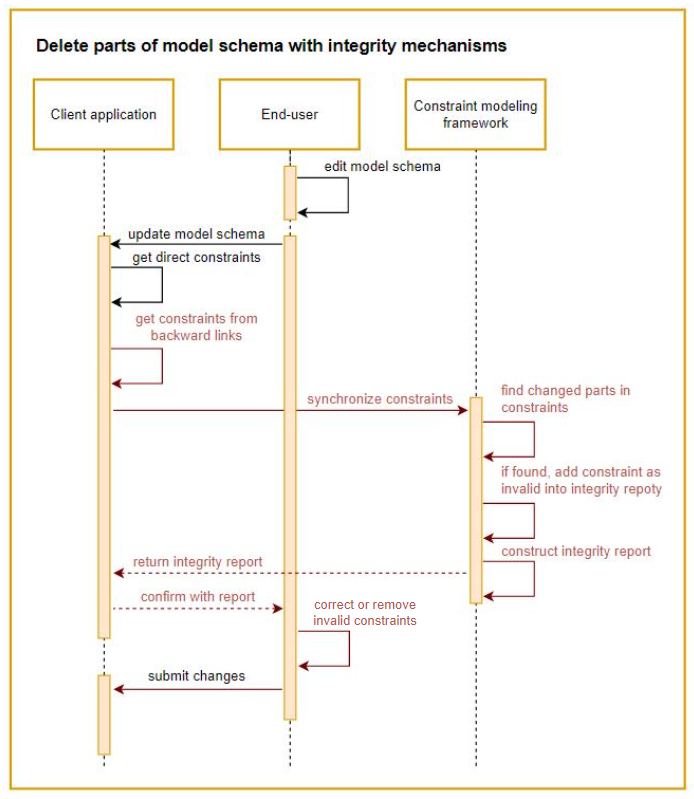 Delete parts of model schema with integrity mechanisms
Client application
End-user
Constraint modeling
framework
edit model schema
update model schema
get direct constraints
get constraints from
backward links
synchronize constraints
find changed parts in
constraints
if found, add constraint as
invalid into integrity repoty
construct integrity report
return integrity report
confirm with report
correct or remove
invalid constraints
submit changes